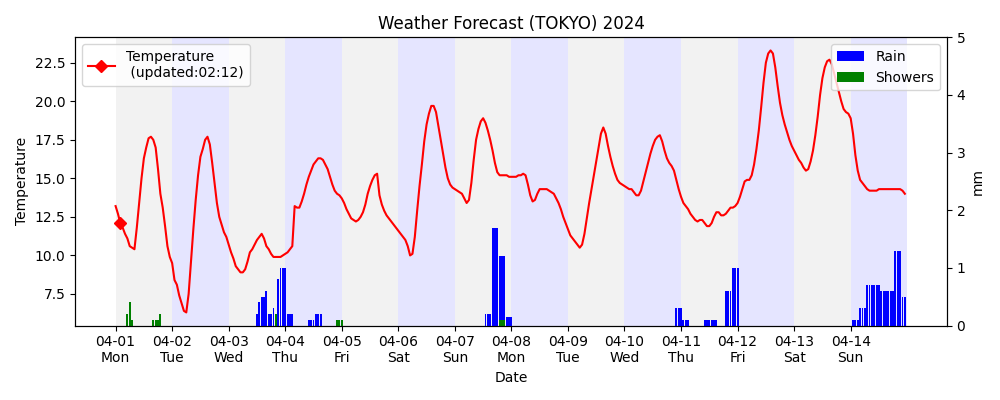 Weather Forecast (TOKYO) 2024
Temperature
(updated:02:12)
Rain
Showers
Temperature
22.5
20.0
17.5
15.0
12.5
10.0
7.5
5
4
3
2
1
0
mm
04-01 04-02 04-03 04-04 04-05 04-06 04-07 04-08 04-09 04-10 04-11 04-12 04-13 04-14
Mon Tue Wed Thu Fri Sat Sun Mon Tue Wed Thu Fri Sat Sun
Date